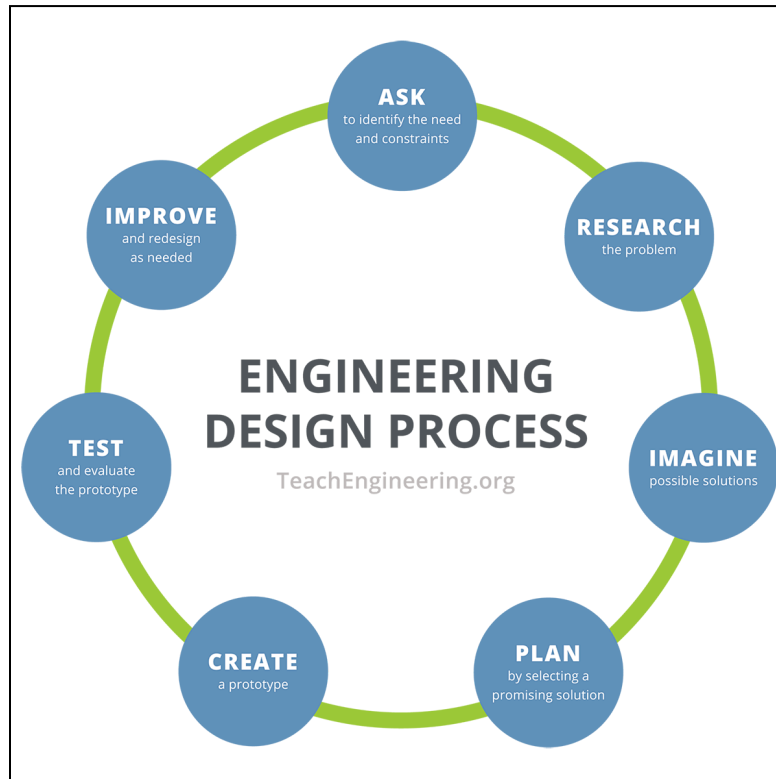 ASK
to identify the need
and constraints
RESEARCH
the problem
IMAGINE
possible solutions
PLAN
by selecting a
promising solution
CREATE
a prototype
TEST
and evaluate
the prototype
IMPROVE
and redesign
as needed
ENGINEERING
DESIGN PROCESS
TeachEngineering.org